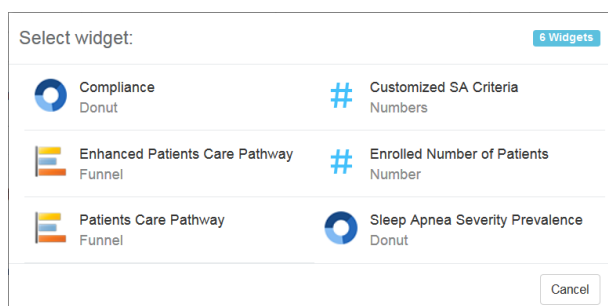 Select widget:
6 Widgets
Compliance
Donut
Customized SA Criteria
Numbers
Enhanced Patients Care Pathway
Funnel
Enrolled Number of Patients
Number
Patients Care Pathway
Funnel
Sleep Apnea Severity Prevalence
Donut
Cancel